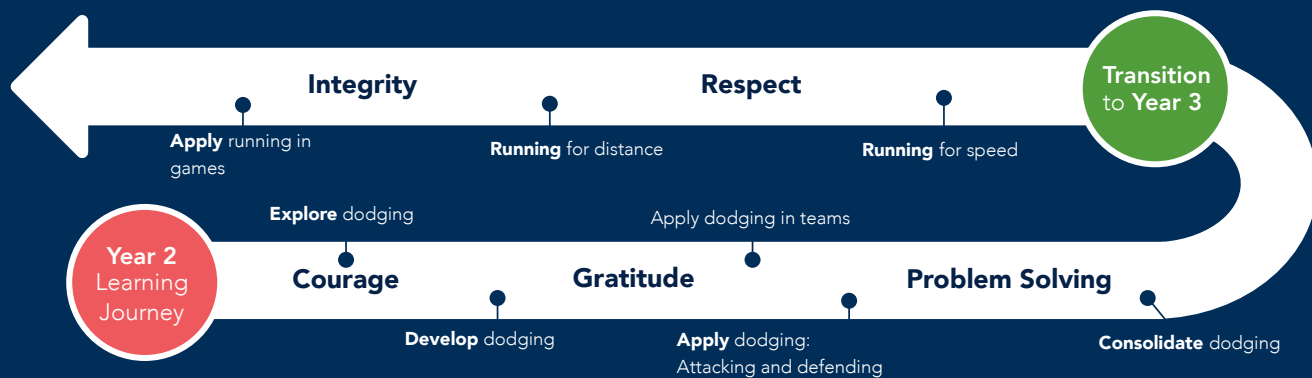 Integrity
Respect
Transition
to Year 3
Apply running in
games
Running for distance
Running for speed
Explore dodging
Apply dodging in teams
Year 2
Learning
Journey
Courage
Gratitude
Problem Solving
Develop dodging
Apply dodging:
Attacking and defending
Consolidate dodging